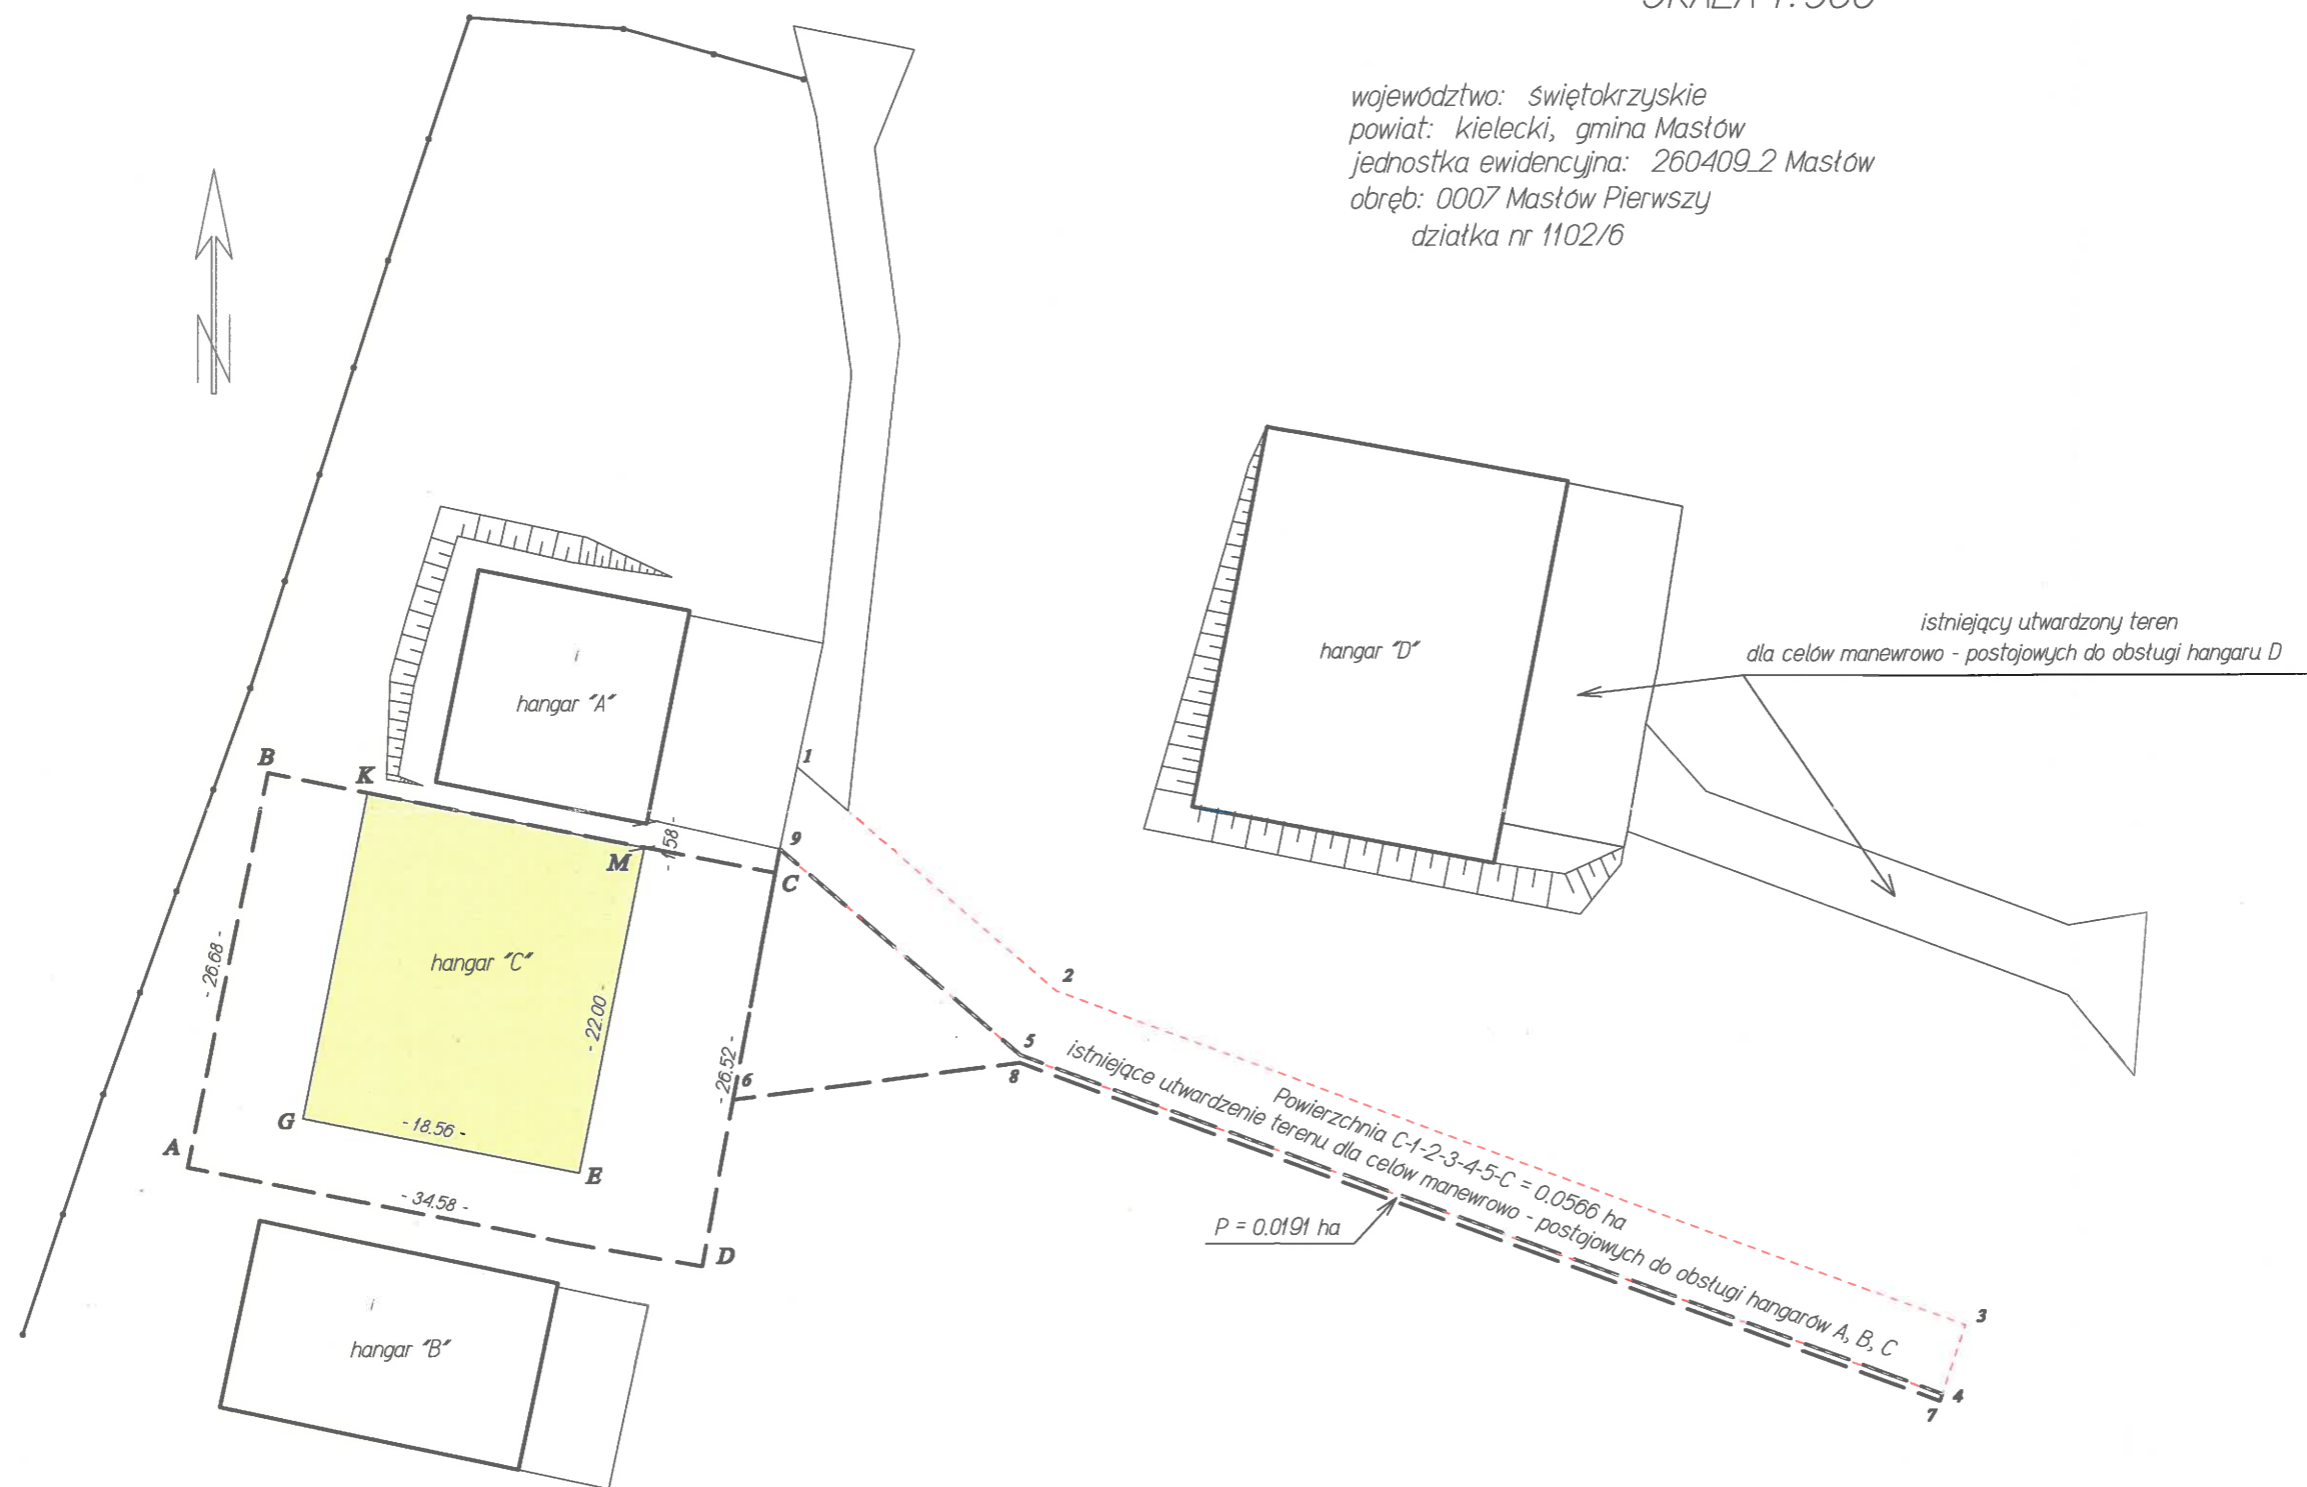 SKALA 1:500
województwo: świętokrzyskie
powiat: kielecki, gmina Masłów
jednostka ewidencyjna: 260409_2 Masłów
obręb: 0007 Masłów Pierwszy
działka nr 1102/6
N
istniejący utwardzony teren
dla celów manewrowo - postojowych do obsługi hangaru D
hangar "D"
i
hangar "A"
B
K
1
- 1.58 -
9
M
C
hangar "C"
- 26.68 -
- 22.00 -
- 26.52 -
2
5
8
6
G
- 18.56 -
A
E
- 34.58 -
D
Powierzchnia C-1-2-3-4-5-C = 0.0566 ha
istniejące utwardzenie terenu dla celów manewrowo - postojowych do obsługi hangarów A, B, C
P = 0.0191 ha
3
4
7
i
hangar "B"